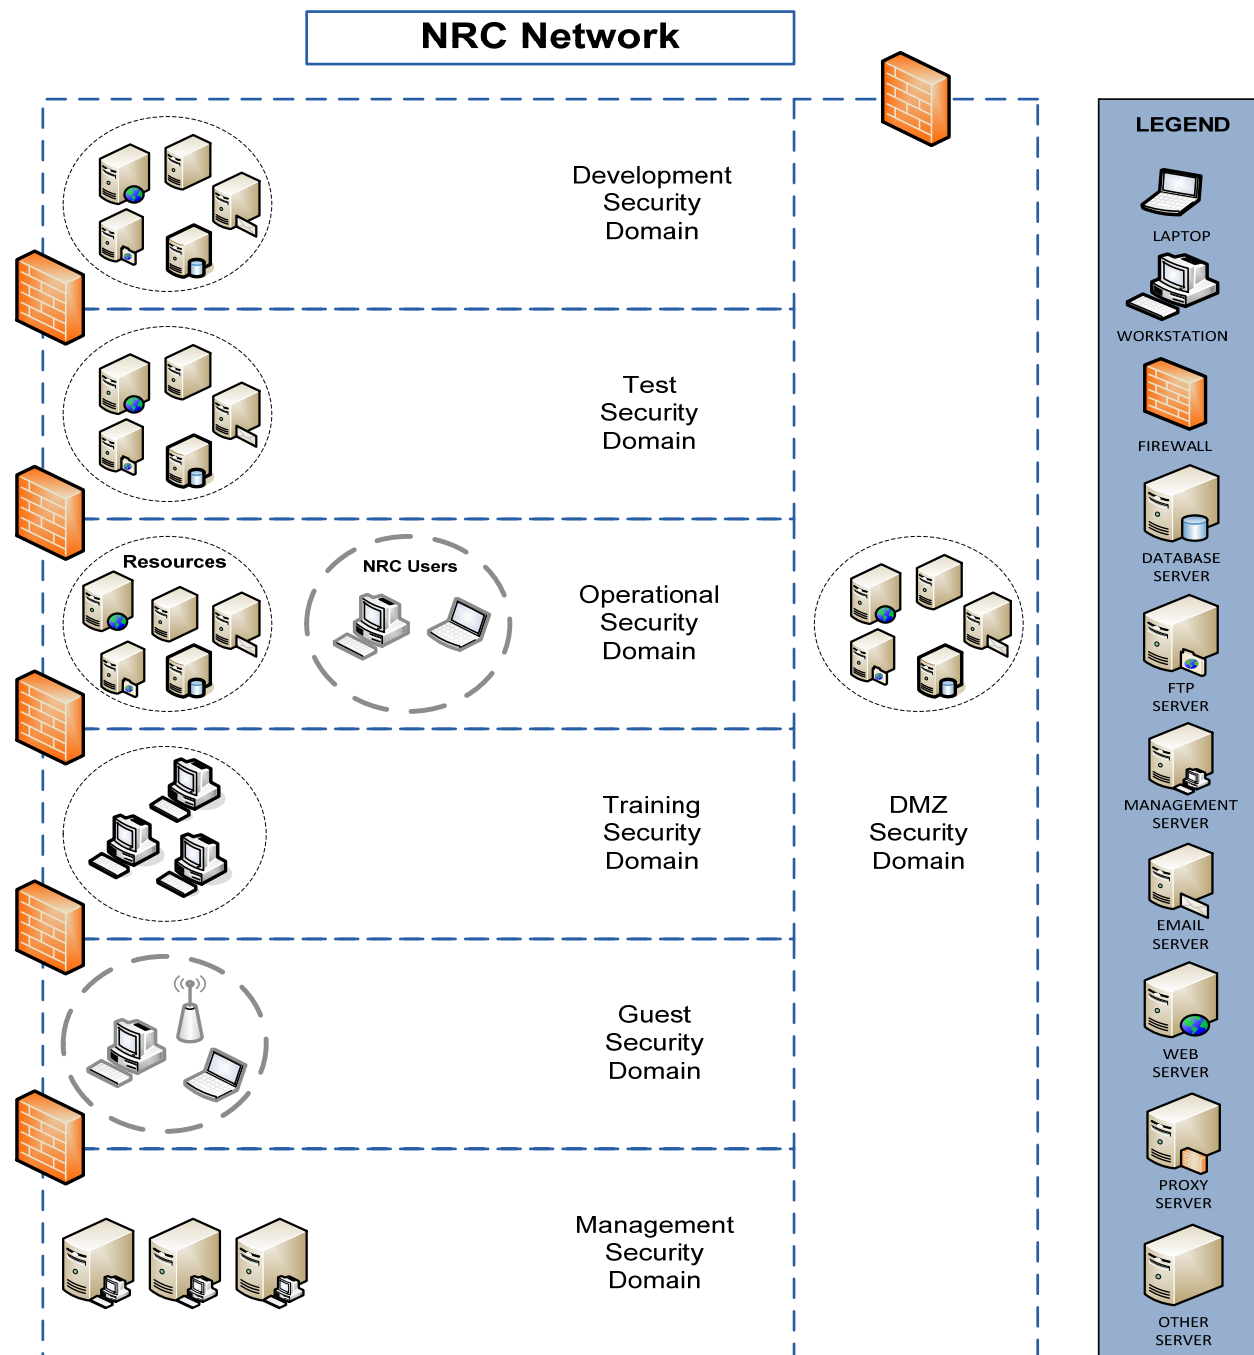 NRC Network
Development
Security
Domain
Test
Security
Domain
Resources
NRC Users
Operational
Security
Domain
Training
Security
Domain
DMZ
Security
Domain
Guest
Security
Domain
Management
Security
Domain
LEGEND
LAPTOP
WORKSTATION
FIREWALL
DATABASE
SERVER
FTP
SERVER
MANAGEMENT
SERVER
EMAIL
SERVER
WEB
SERVER
PROXY
SERVER
OTHER
SERVER